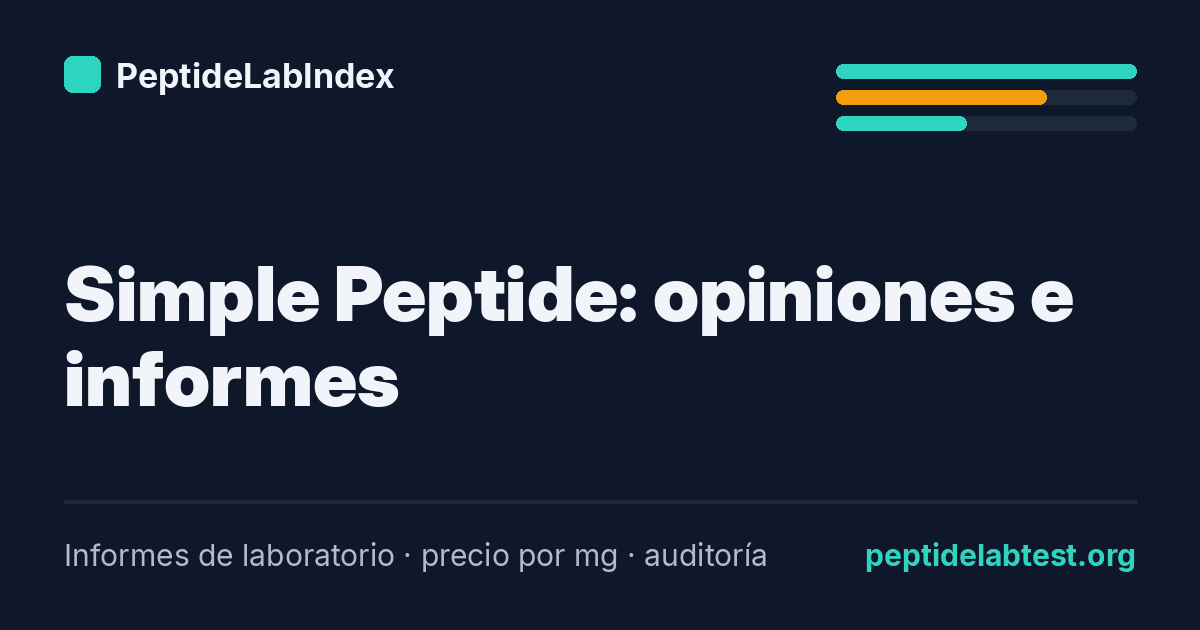 PeptideLabIndex
Simple Peptide: opiniones e
informes
Informes de laboratorio · precio por mg · auditoría
peptidelabtest.org